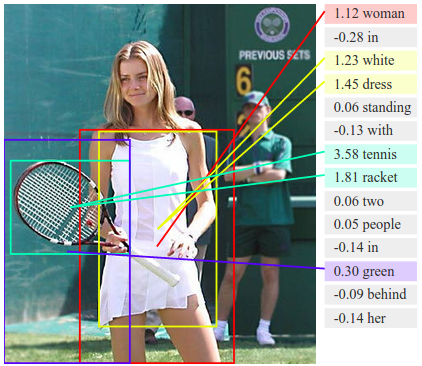 PREVIOUS SETS
6
1.12 woman
-0.28 in
1.23 white
1.45 dress
0.06 standing
-0.13 with
3.58 tennis
1.81 racket
0.06 two
0.05 people
-0.14 in
0.30 green
-0.09 behind
-0.14 her